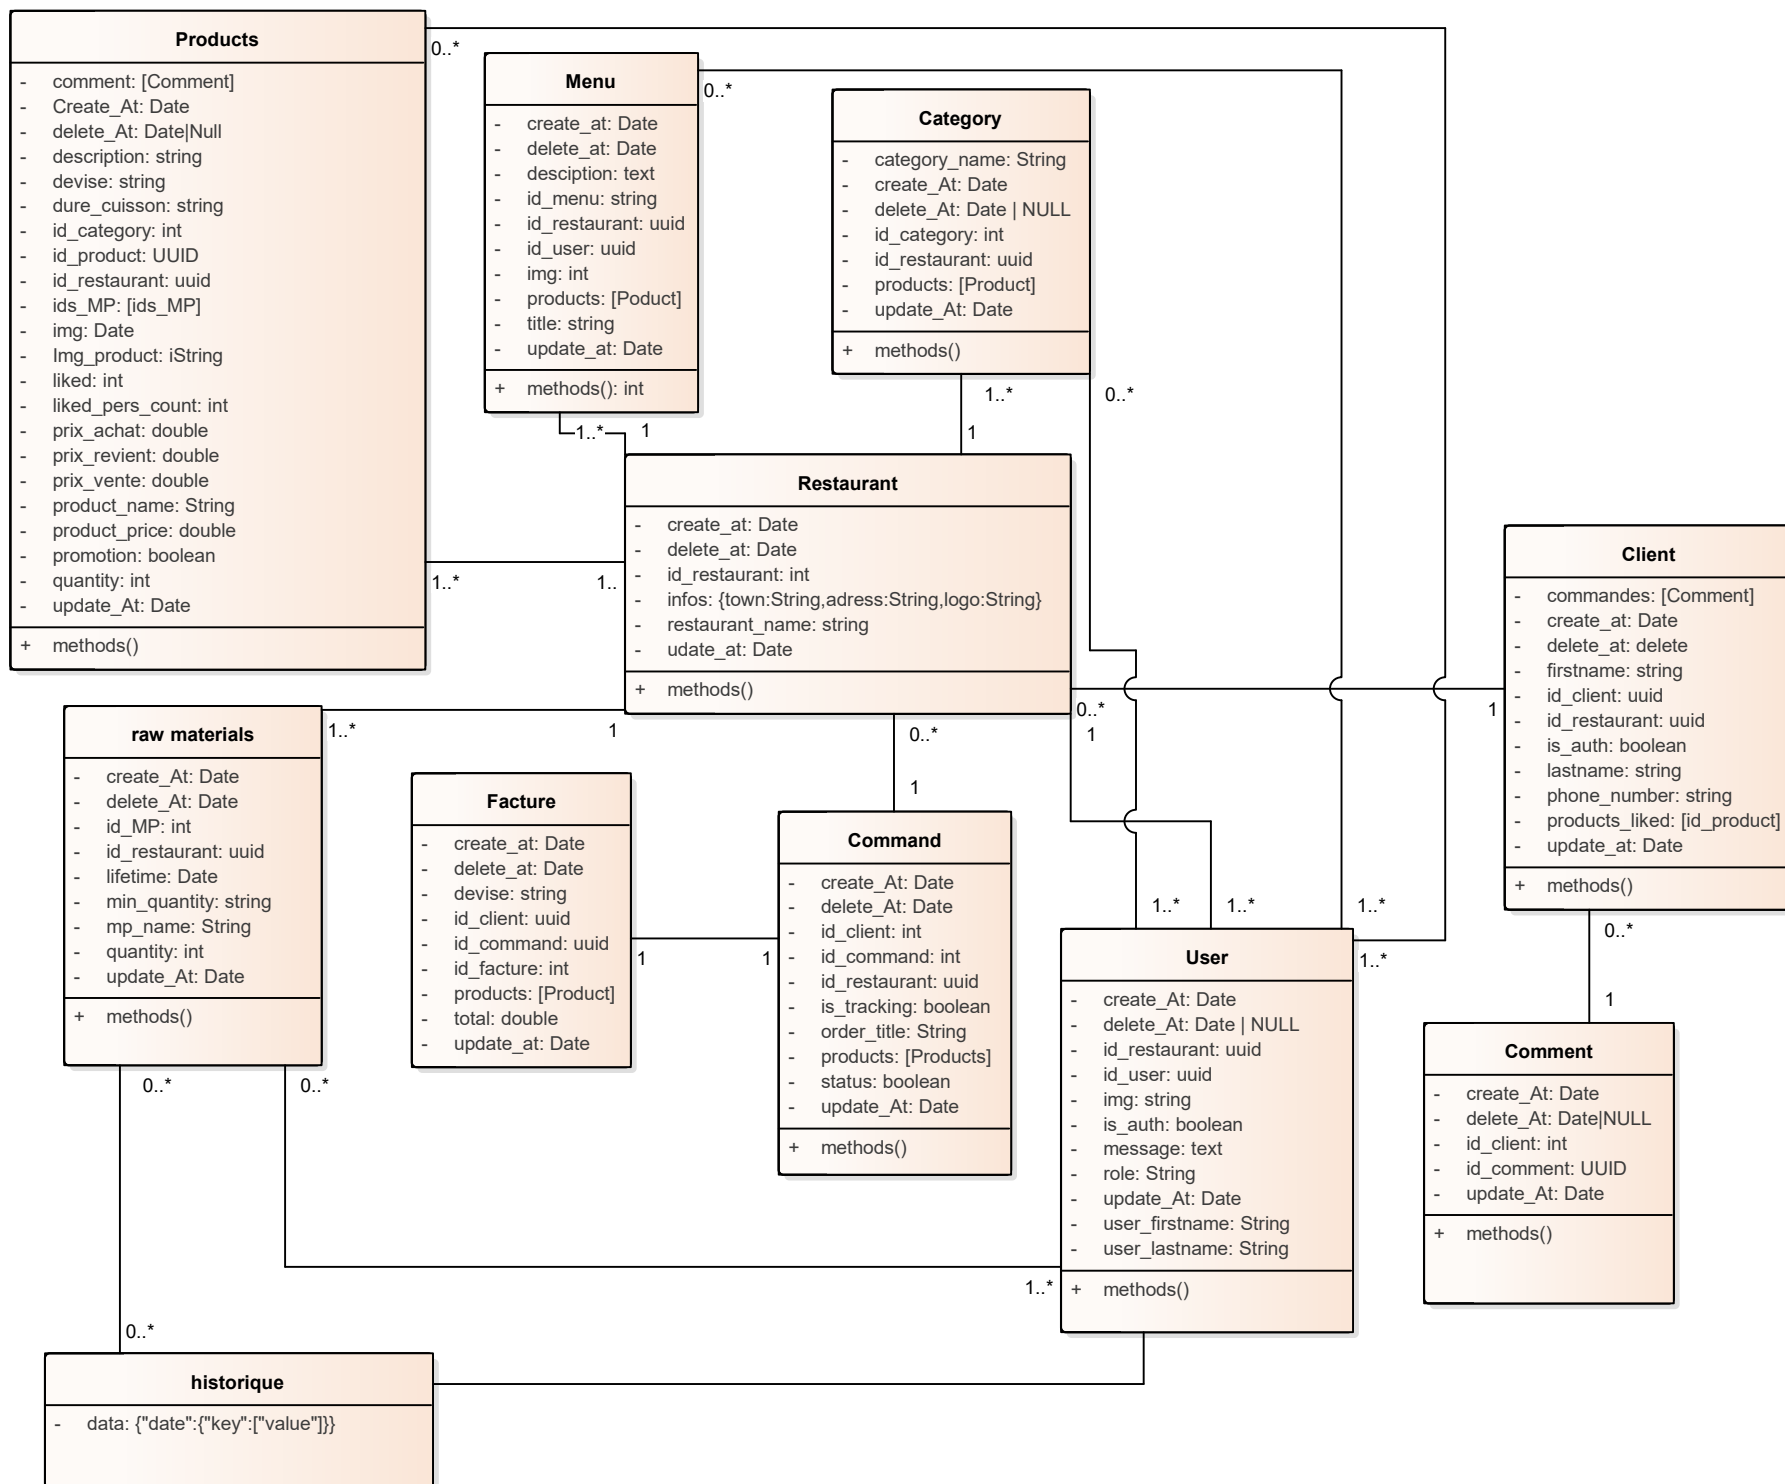 Products
- comment: [Comment]
- Create_At: Date
- delete_At: Date|Null
- description: string
- devise: string
- dure_cuisson: string
- id_category: int
- id_product: UUID
- id_restaurant: uuid
- ids_MP: [ids_MP]
- img: Date
- Img_product: iString
- liked: int
- liked_pers_count: int
- prix_achat: double
- prix_revient: double
- prix_vente: double
- product_name: String
- product_price: double
- promotion: boolean
- quantity: int
- update_At: Date
+ methods()
0..*
1..*
1..
Menu
- create_at: Date
- delete_at: Date
- desciption: text
- id_menu: string
- id_restaurant: uuid
- id_user: uuid
- img: int
- products: [Poduct]
- title: string
- update_at: Date
+ methods(): int
0..*
1..*
1
Category
- category_name: String
- create_At: Date
- delete_At: Date | NULL
- id_category: int
- id_restaurant: uuid
- products: [Product]
- update_At: Date
+ methods()
1..*
0..*
1
Restaurant
- create_at: Date
- delete_at: Date
- id_restaurant: int
- infos: {town:String,adress:String,logo:String}
- restaurant_name: string
- udate_at: Date
+ methods()
0..*
1
0..*
1
1
Client
- commandes: [Comment]
- create_at: Date
- delete_at: delete
- firstname: string
- id_client: uuid
- id_restaurant: uuid
- is_auth: boolean
- lastname: string
- phone_number: string
- products_liked: [id_product]
- update_at: Date
+ methods()
0..*
1
raw materials
- create_At: Date
- delete_At: Date
- id_MP: int
- id_restaurant: uuid
- lifetime: Date
- min_quantity: string
- mp_name: String
- quantity: int
- update_At: Date
+ methods()
1..*
1
0..*
0..*
Facture
- create_at: Date
- delete_at: Date
- devise: string
- id_client: uuid
- id_command: uuid
- id_facture: int
- products: [Product]
- total: double
- update_at: Date
1
1
Command
- create_At: Date
- delete_At: Date
- id_client: int
- id_command: int
- id_restaurant: uuid
- is_tracking: boolean
- order_title: String
- products: [Products]
- status: boolean
- update_At: Date
+ methods()
1..*
1..*
1..*
1..*
User
- create_At: Date
- delete_At: Date | NULL
- id_restaurant: uuid
- id_user: uuid
- img: string
- is_auth: boolean
- message: text
- role: String
- update_At: Date
- user_firstname: String
- user_lastname: String
+ methods()
1..*
Comment
- create_At: Date
- delete_At: Date|NULL
- id_client: int
- id_comment: UUID
- update_At: Date
+ methods()
0..*
historique
- data: {"date":{"key":["value"]}}